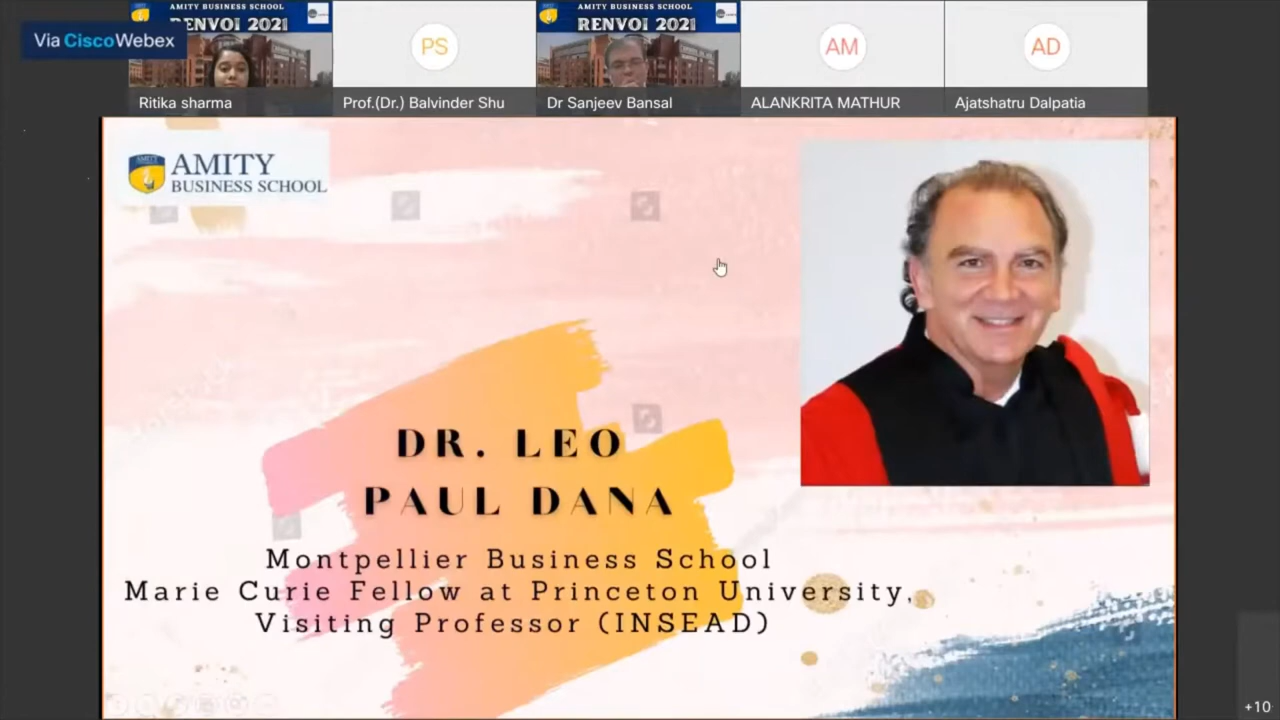 AMITY BUSINESS SCHOOL
RENVOI 2021
AMITY BUSINESS SCHOOL
RENVOI 2021
Via Cisco Webex
PS
AM
AD
Ritika sharma
Prof.(Dr.) Balvinder Shu
Dr Sanjeev Bansal
ALANKRITA MATHUR
Ajatshatru Dalpatia
AMITY
BUSINESS SCHOOL
DR. LEO
PAUL DANA
Montpellier Business School
Marie Curie Fellow at Princeton University,
Visiting Professor (INSEAD)
+10